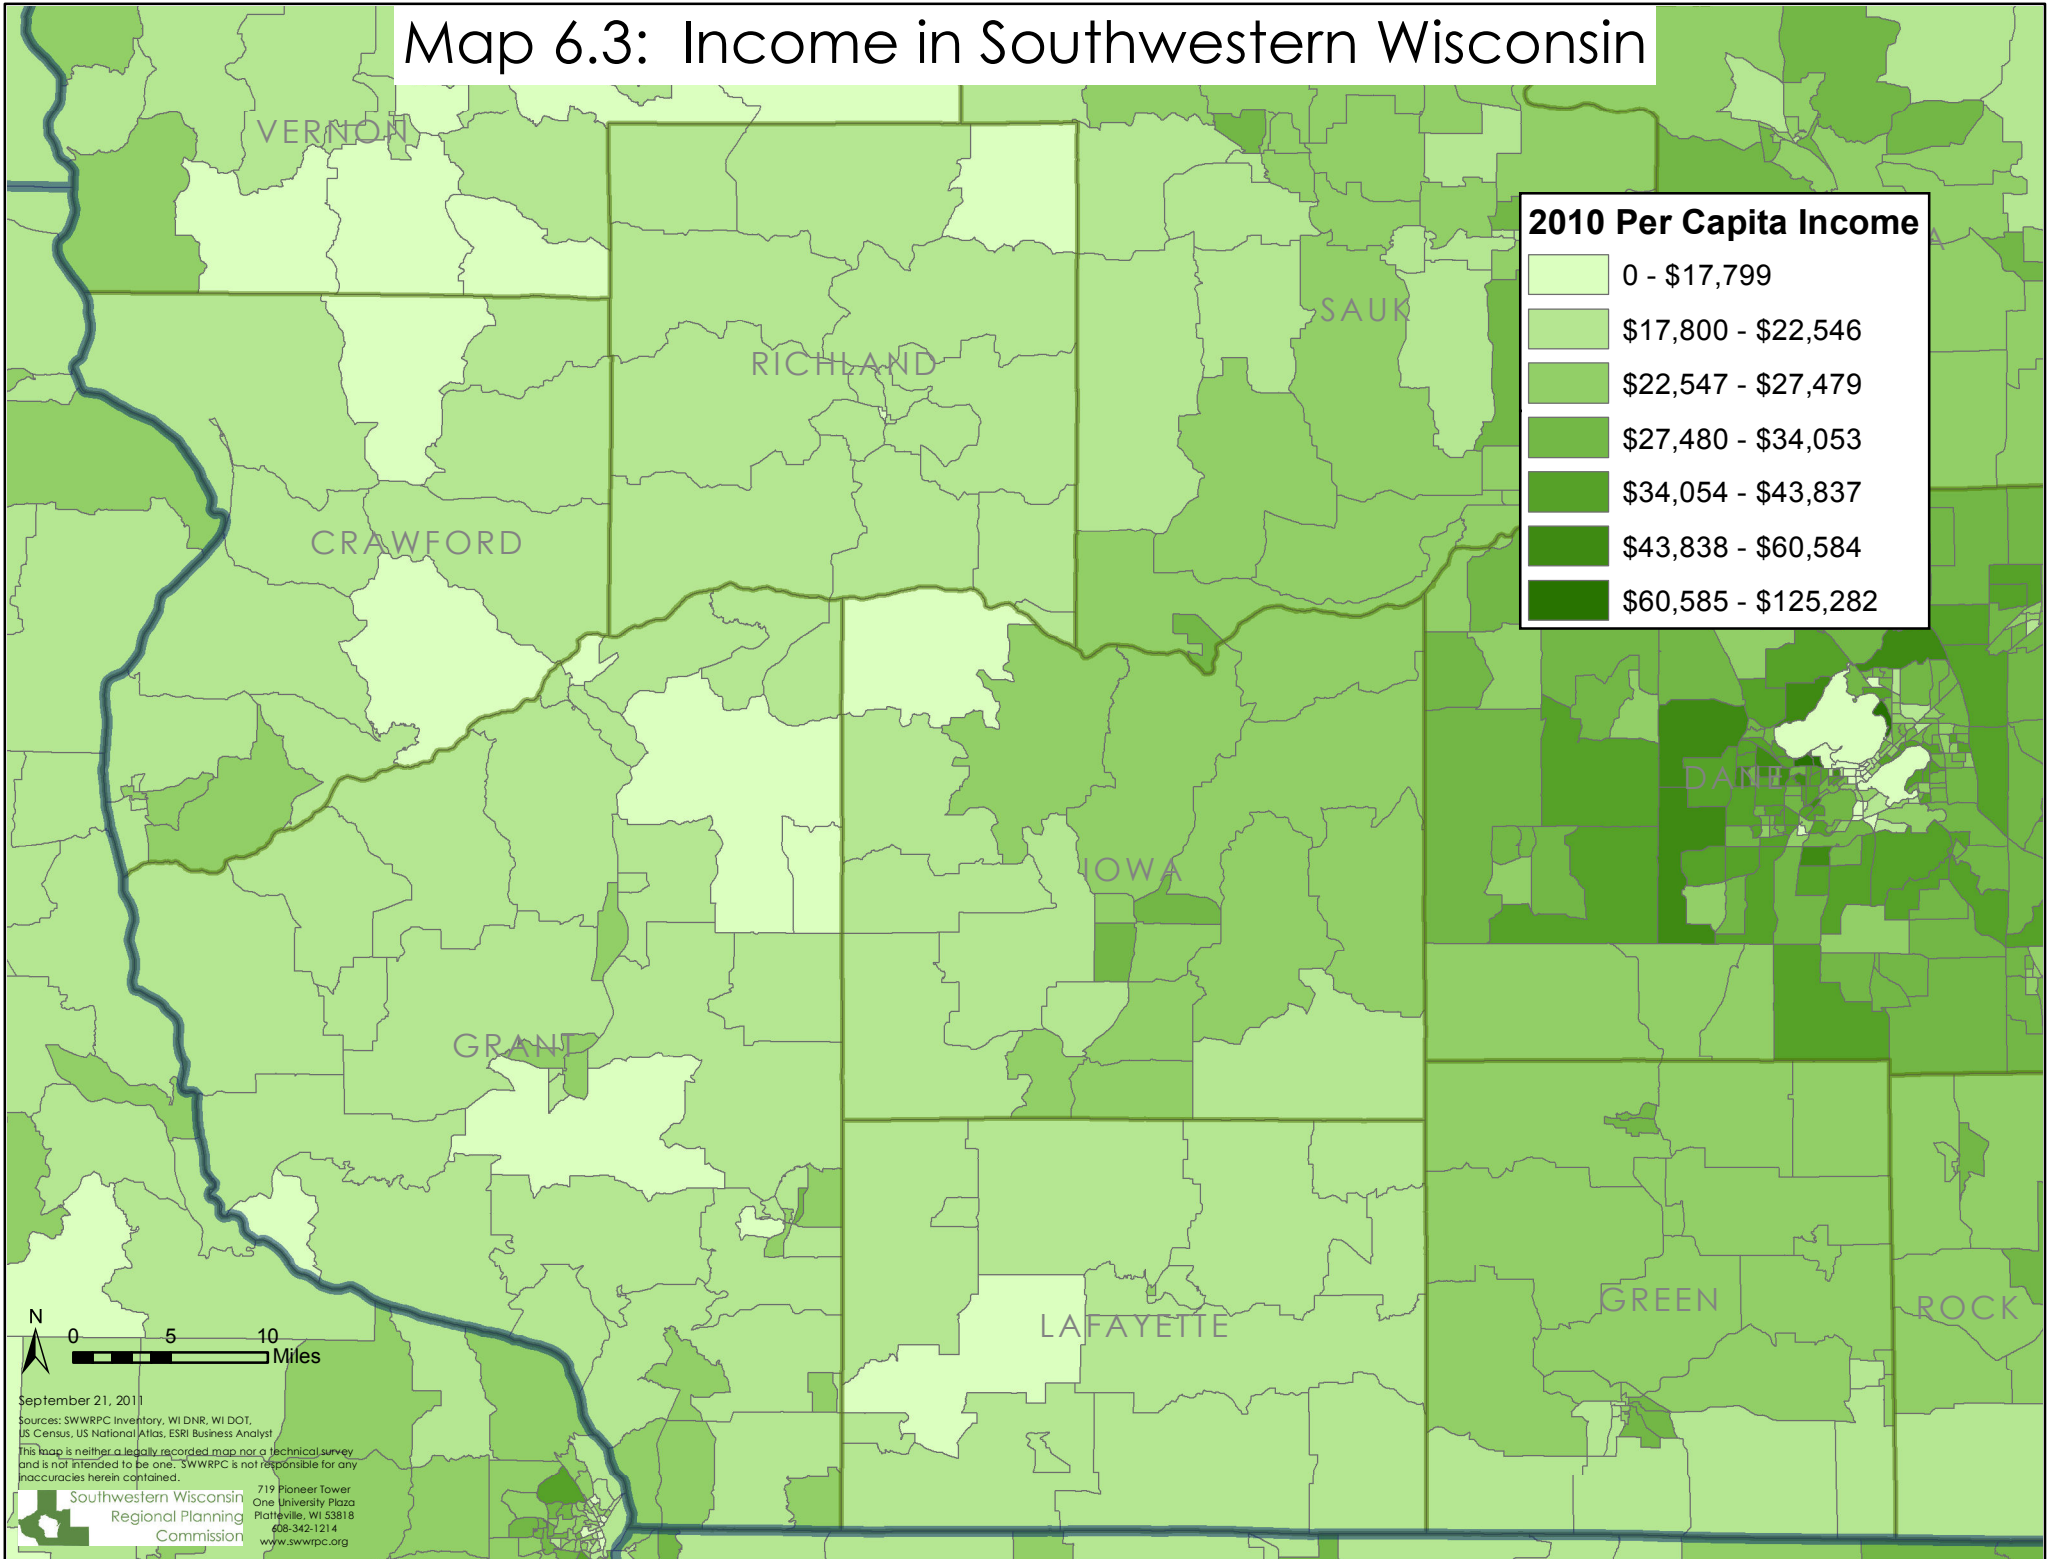 Map 6.3: Income in Southwestern Wisconsin
VERNON
2010 Per Capita Income
0 - $17,799
$17,800 - $22,546
$22,547 - $27,479
$27,480 - $34,053
$34,054 - $43,837
$43,838 - $60,584
$60,585 - $125,282
A
SAUK
RICHLAND
CRAWFORD
DANE
IOWA
GRANT
GREEN
ROCK
LAFAYETTE
N
0 5 10
Miles
September 21, 2011
Sources: SWWRPC Inventory, WI DNR, WI DOT,
US Census, US National Atlas, ESRI Business Analyst
This map is neither a legally recorded map nor a technical survey
and is not intended to be one. SWWRPC is not responsible for any
inaccuracies herein contained.
Southwestern Wisconsin
Regional Planning
Commission
719 Pioneer Tower
One University Plaza
Platteville, WI 53818
608-342-1214
www.swwrpc.org